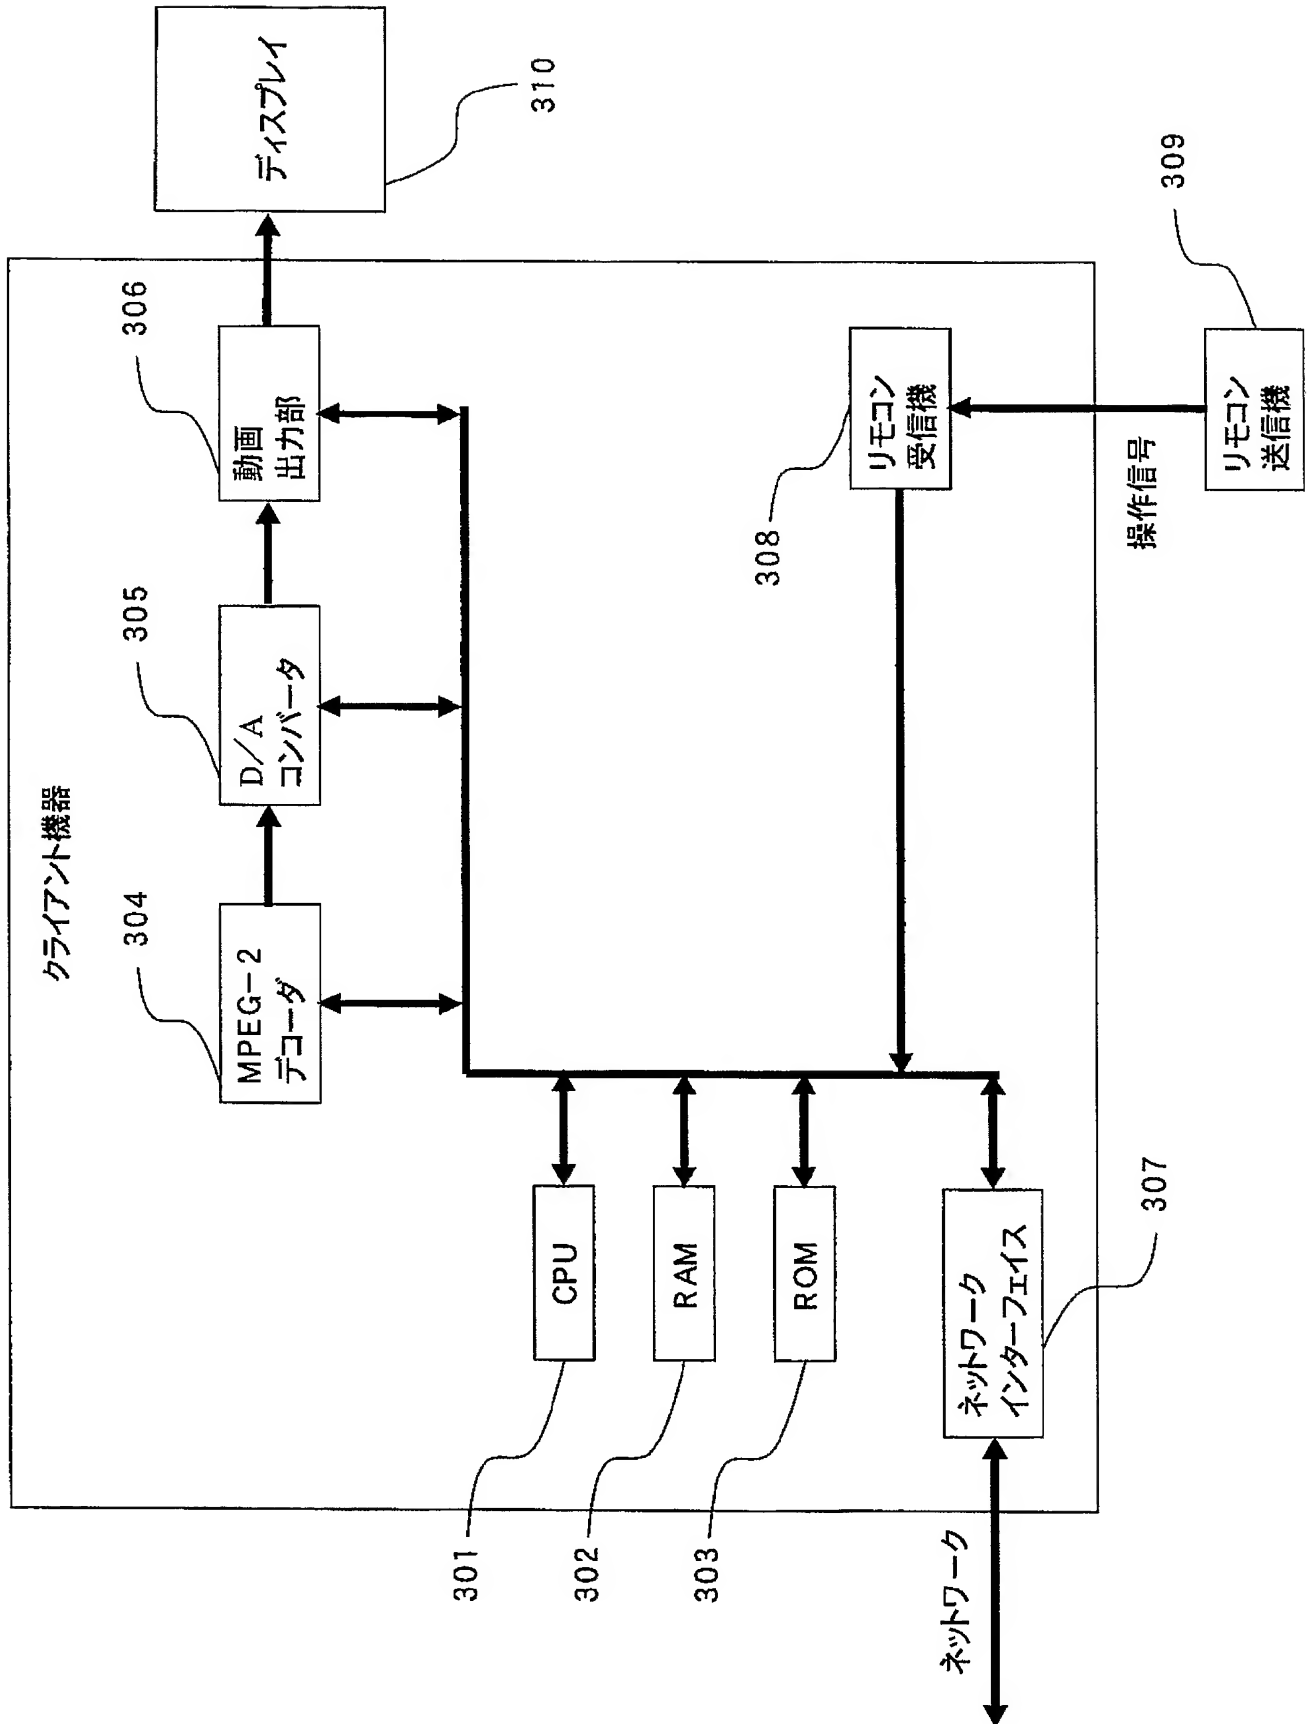 クライアント機器
304
MPEG-2
デコーダ
305
D/A
コンバータ
306
動画
出力部
ディスプレイ
310
301
CPU
302
RAM
303
ROM
308
リモコン
受信機
ネットワーク
ネットワーク
インターフェイス
307
操作信号
リモコン
送信機
309